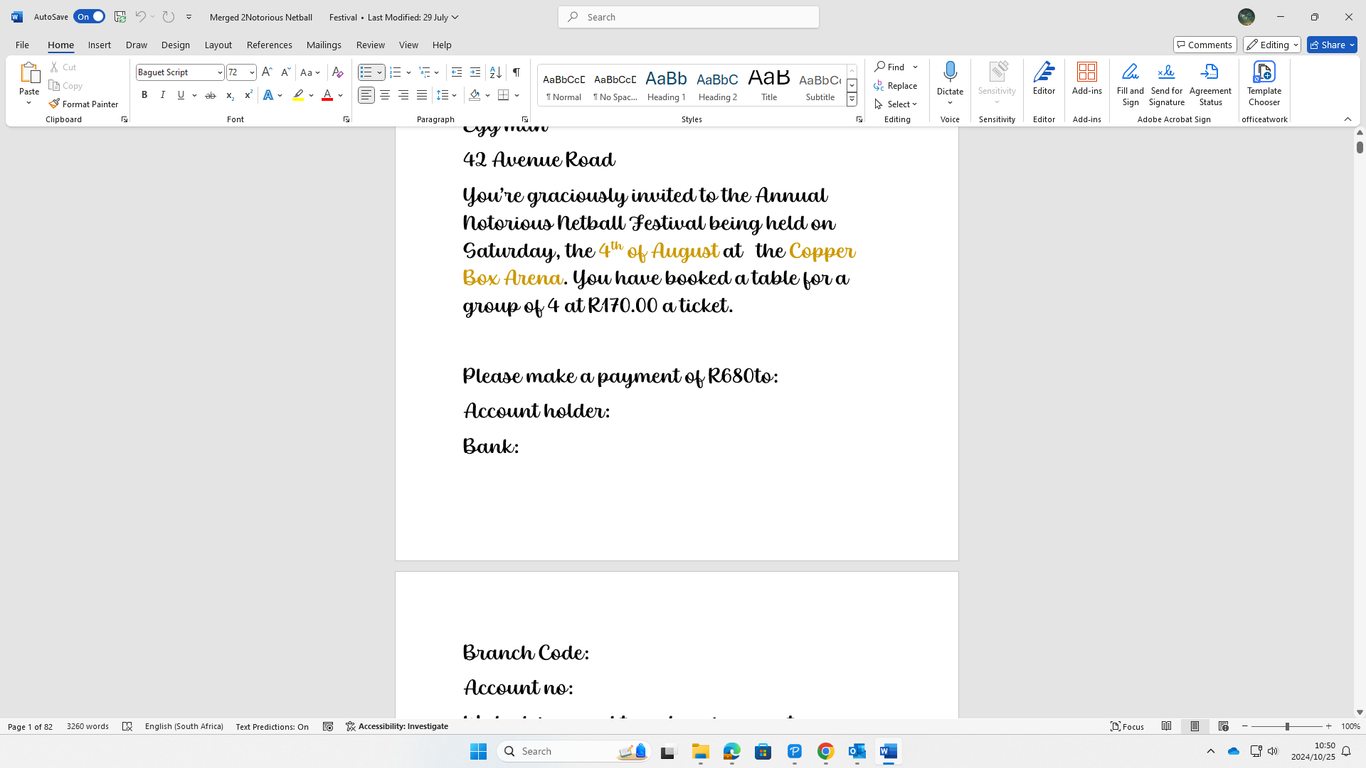 AutoSave On Merged 2Notorious Netball Festival • Last Modified: 29 July Search
File Home Insert Draw Design Layout References Mailings Review View Help Comments Editing Share
Paste Cut Copy Format Painter
Clipboard
Baguet Script 72
Font
Paragraph
AaBbCcD AaBbCcD AaBb AaBbC AaB AaBbCc
¶ Normal ¶ No Spac... Heading 1 Heading 2 Title Subtitle
Styles
Find
Replace
Select
Editing
Dictate
Voice
Sensitivity
Sensitivity
Editor
Editor
Add-ins
Add-ins
Fill and Sign
Send for Signature
Agreement Status
Adobe Acrobat Sign
Template Chooser
officeatwork
Egg man
42 Avenue Road
You're graciously invited to the Annual
Notorious Netball Festival being held on
Saturday, the 4th of August at the Copper
Box Arena. You have booked a table for a
group of 4 at R170.00 a ticket.
Please make a payment of R680to:
Account holder:
Bank:
Branch Code:
Account no:
Page 1 of 82 3260 words English (South Africa) Text Predictions: On Accessibility: Investigate Focus 100%
Search 10:50
2024/10/25